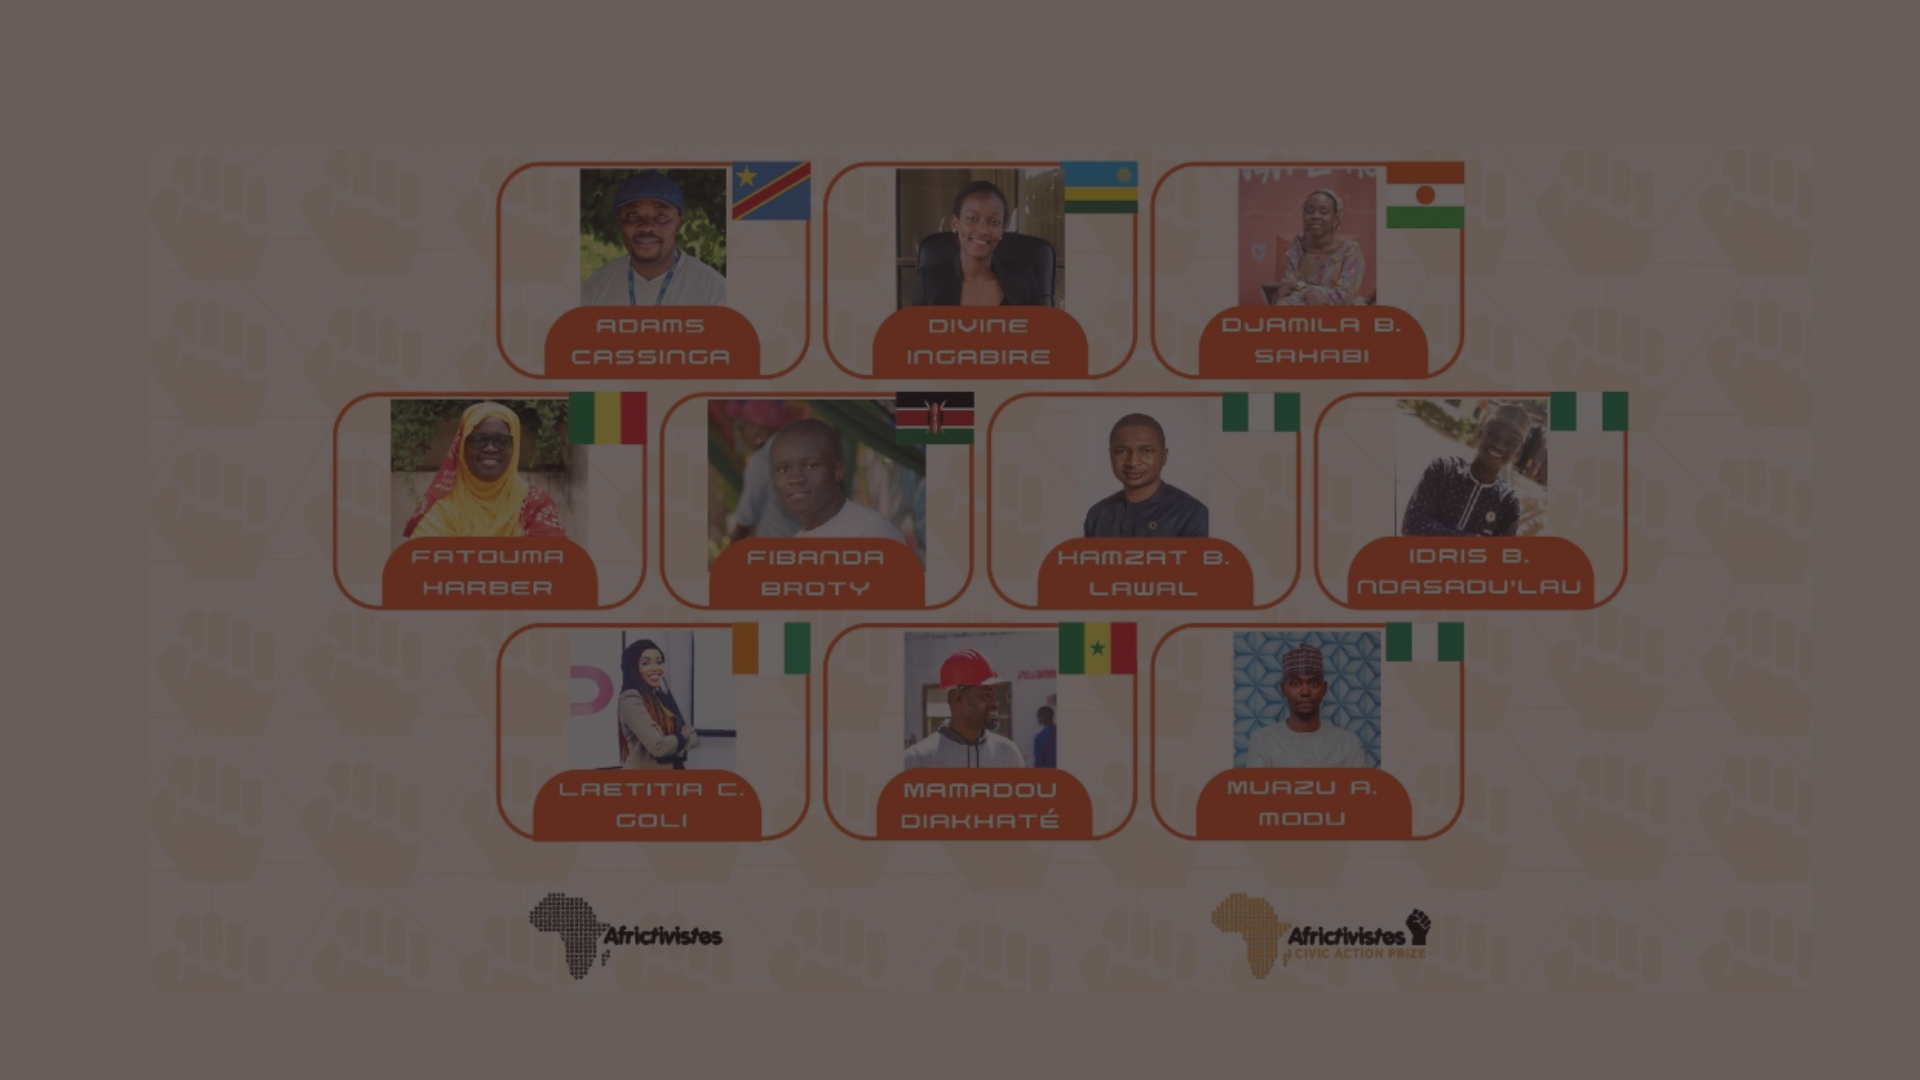 ADAMS
CASSINGA
DIVINE
INGABIRE
DJAMILA B.
SAHABI
FATOUMA
HARBER
FIBANDA
BROTY
HAMZAT B.
LAWAL
IDRIS B.
NDASADU'LAU
LAETITIA C.
GOLI
MAMADOU
DIAKHATÉ
MUAZU A.
MODU
Africtivistes
Africtivistes
CIVIC ACTION PRIZE